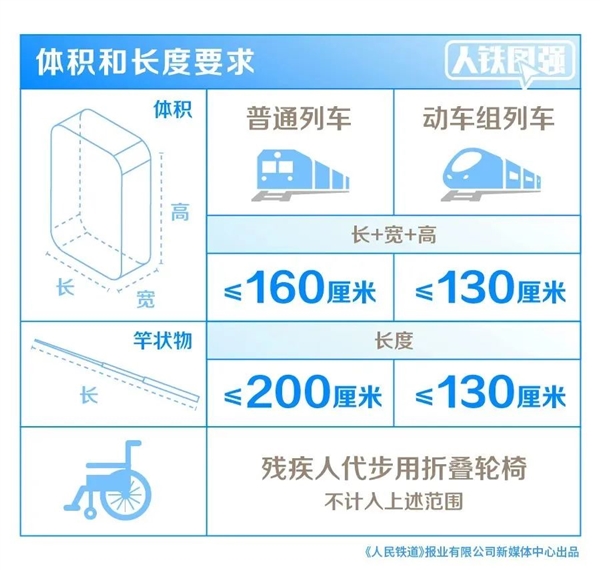 体积和长度要求
人铁图强
体积
普通列车
动车组列车
高
长
宽
长+宽+高
≤160厘米
≤130厘米
竿状物
长
长度
≤200厘米
≤130厘米
残疾人代步用折叠轮椅
不计入上述范围
《人民铁道》报业有限公司新媒体中心出品